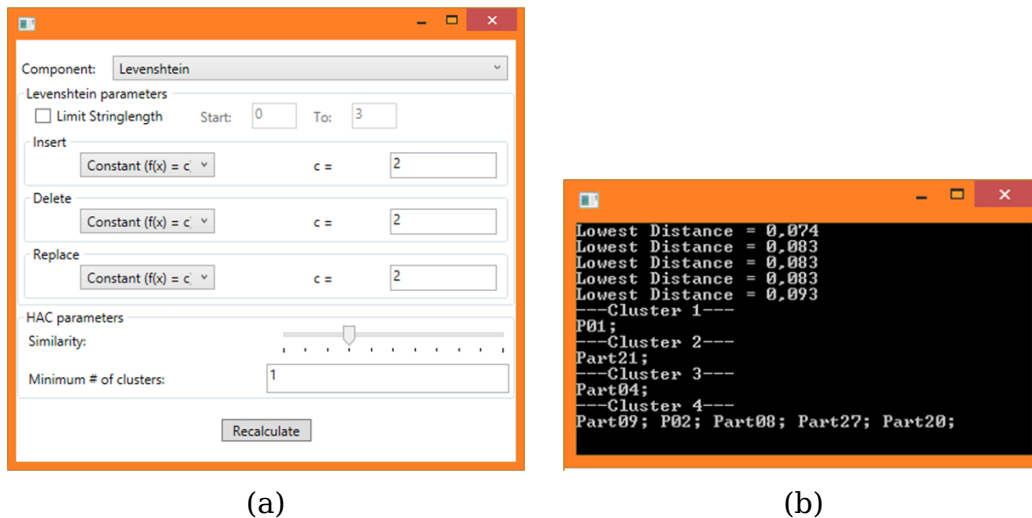 Component: Levenshtein
Levenshtein parameters
Limit Stringlength Start: 0 To: 3
Insert
Constant (f(x) = c) c = 2
Delete
Constant (f(x) = c) c = 2
Replace
Constant (f(x) = c) c = 2
HAC parameters
Similarity:
Minimum # of clusters: 1
Recalculate
(a)
Lowest Distance = 0,074
Lowest Distance = 0,083
Lowest Distance = 0,083
Lowest Distance = 0,083
Lowest Distance = 0,093
---Cluster 1---
P01;
---Cluster 2---
Part21;
---Cluster 3---
Part04;
---Cluster 4---
Part09; P02; Part08; Part27; Part20;
(b)